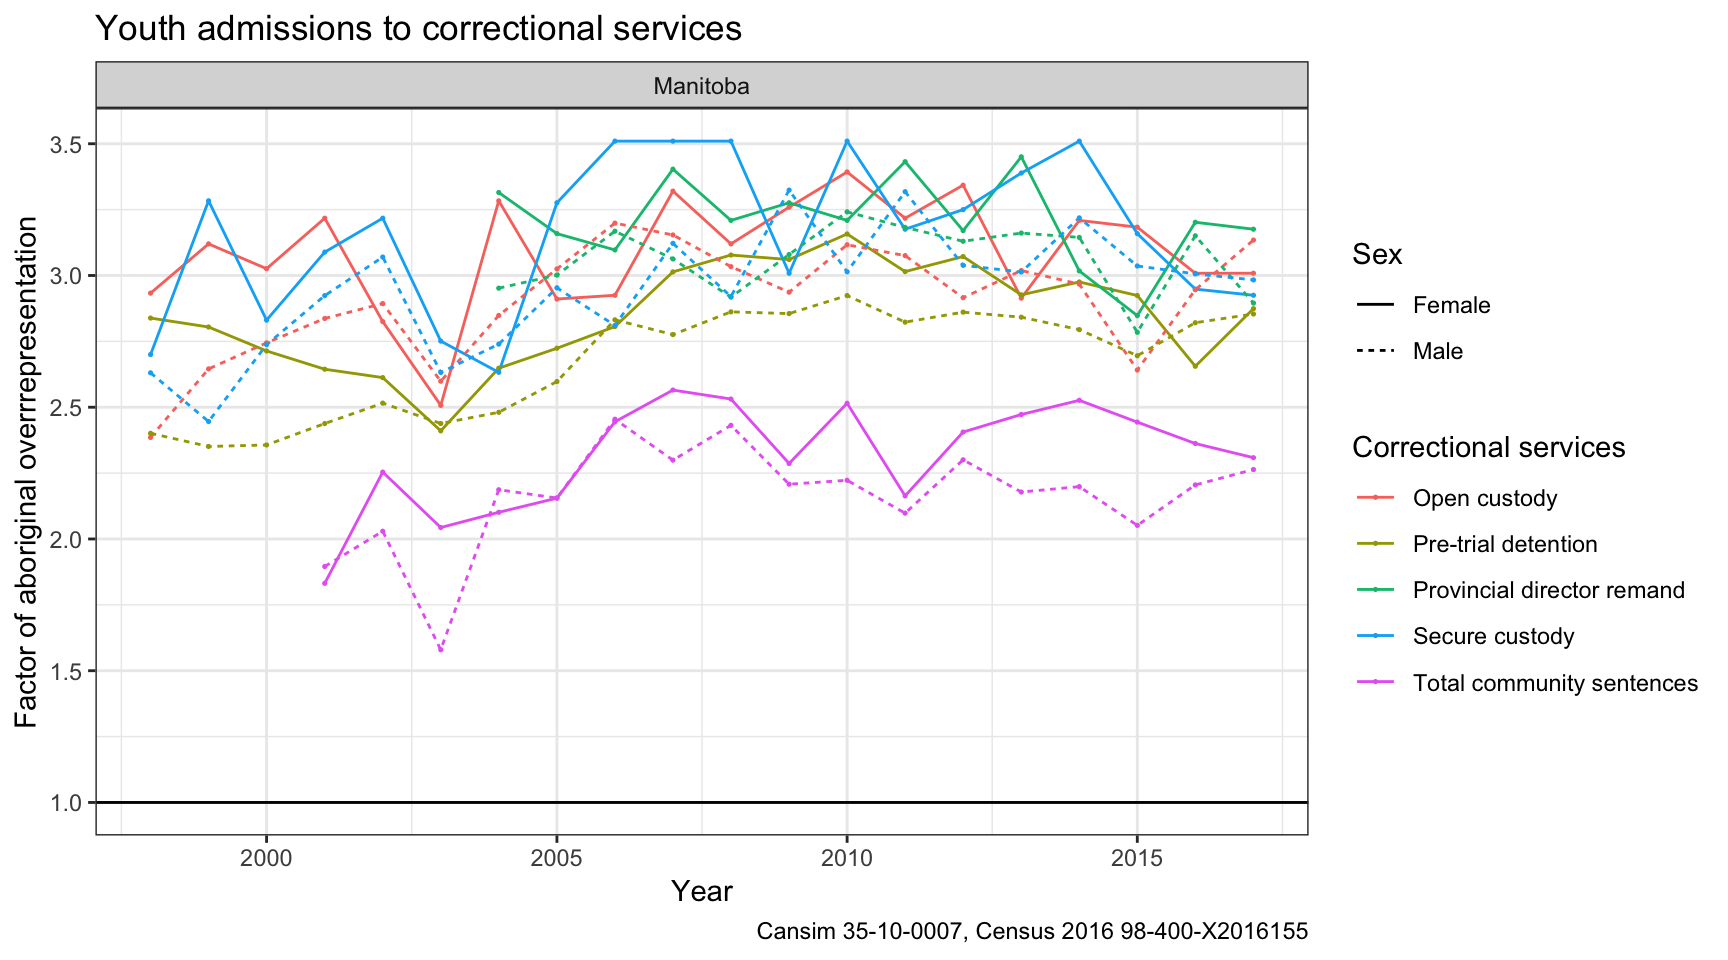 Youth admissions to correctional services
Manitoba
Factor of aboriginal overrrepresentation
3.5
3.0
2.5
2.0
1.5
1.0
2000 2005 2010 2015
Year
Sex
Female
Male
Correctional services
Open custody
Pre-trial detention
Provincial director remand
Secure custody
Total community sentences
Cansim 35-10-0007, Census 2016 98-400-X2016155